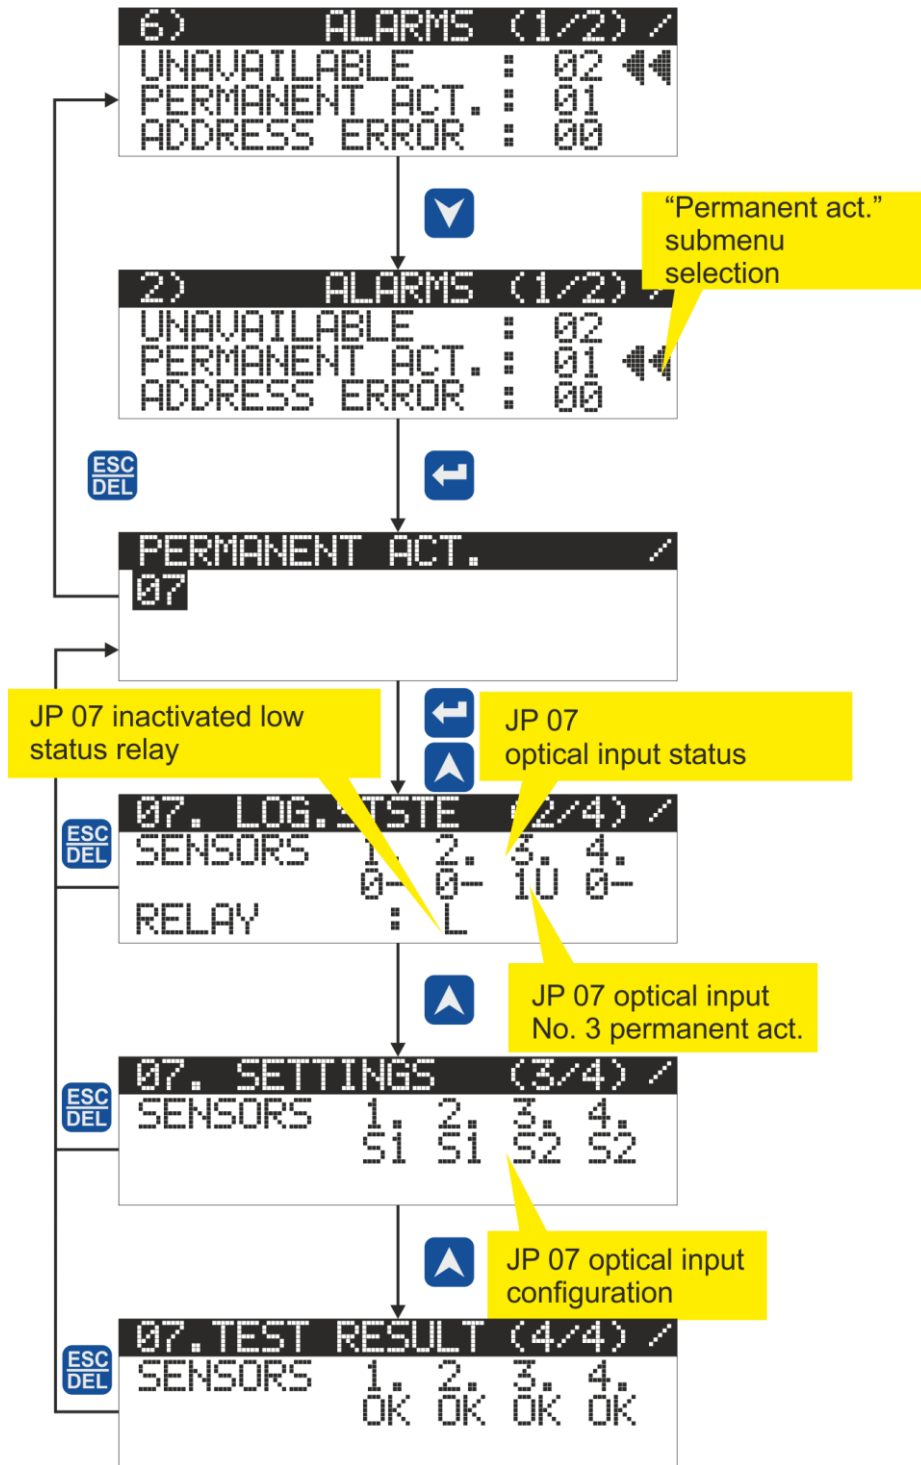 6) ALARMS (1/2) /
UNAVAILABLE : 02
PERMANENT ACT. : 01
ADDRESS ERROR : 00
“Permanent act.”
submenu
selection
2) ALARMS (1/2) /
UNAVAILABLE : 02
PERMANENT ACT. : 01
ADDRESS ERROR : 00
ESC
DEL
PERMANENT ACT. /
07
JP 07 inactivated low
status relay
JP 07
optical input status
ESC
DEL
07. LOG.SISTE (2/4) /
SENSORS 1. 2. 3. 4.
0- 0- 1U 0-
RELAY : L
JP 07 optical input
No. 3 permanent act.
ESC
DEL
07. SETTINGS (3/4) /
SENSORS 1. 2. 3. 4.
S1 S1 S2 S2
JP 07 optical input
configuration
ESC
DEL
07.TEST RESULT (4/4) /
SENSORS 1. 2. 3. 4.
OK OK OK OK